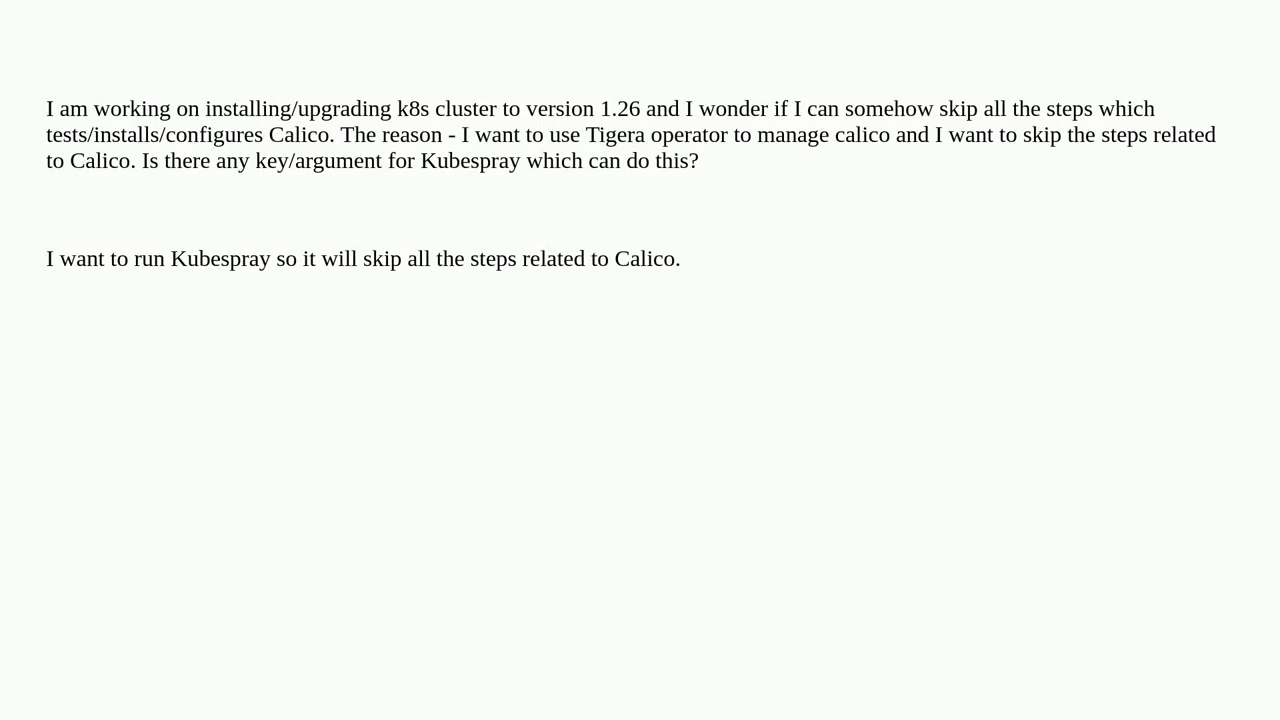 I am working on installing/upgrading k8s cluster to version 1.26 and I wonder if I can somehow skip all the steps which
tests/installs/configures Calico. The reason - I want to use Tigera operator to manage calico and I want to skip the steps related
to Calico. Is there any key/argument for Kubespray which can do this?
I want to run Kubespray so it will skip all the steps related to Calico.